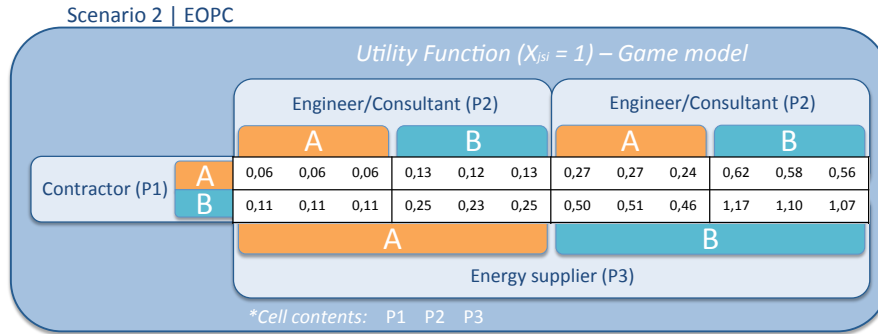 Scenario 2 | EOPC
Utility Function (X_jsi = 1) – Game model
Engineer/Consultant (P2) Engineer/Consultant (P2)
A B A B
Contractor (P1)
A 0,06 0,06 0,06 0,13 0,12 0,13 0,27 0,27 0,24 0,62 0,58 0,56
B 0,11 0,11 0,11 0,25 0,23 0,25 0,50 0,51 0,46 1,17 1,10 1,07
A B
Energy supplier (P3)
*Cell contents: P1 P2 P3